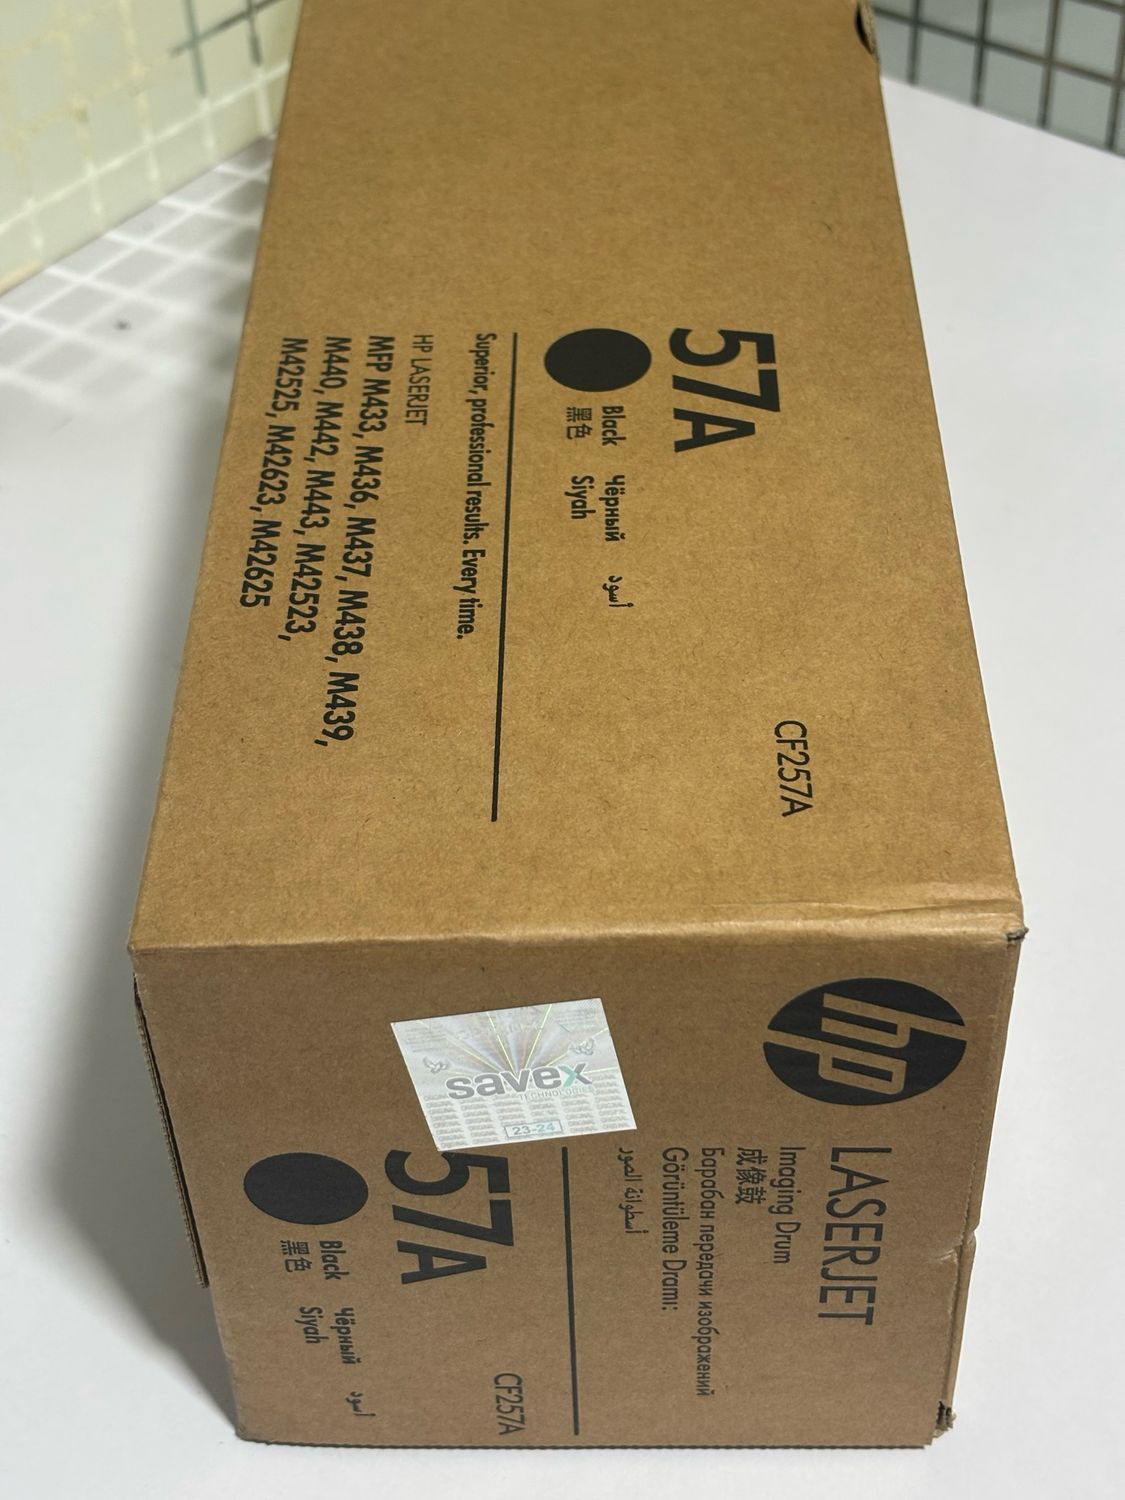 57A
Black Чёрный أسود
黑色 Siyah
CF257A
Superior, professional results. Every time.
HP LASERJET
MFP M433, M436, M437, M438, M439,
M440, M442, M443, M42523,
M42525, M42623, M42625
hp
LASERJET
Imaging Drum
成像鼓
Барабан передачи изображений
Görüntüleme Dramı:
أسطوانة الصور
savex
TECHNOLOGIES
23-24
57A
CF257A
Black Чёрный أسود
黑色 Siyah